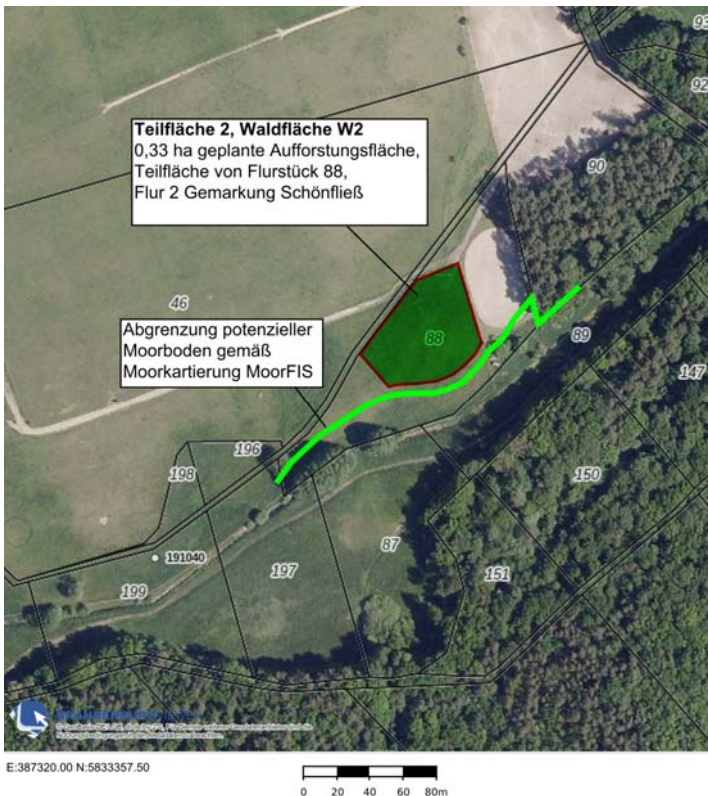 93
92
Teilfläche 2, Waldfläche W2
0,33 ha geplante Aufforstungsfläche,
Teilfläche von Flurstück 88,
Flur 2 Gemarkung Schönfließ
90
46
Abgrenzung potenzieller
Moorboden gemäß
Moorkartierung MoorFIS
88
89
147
196
198
150
191040
87
197
151
199
E:387320.00 N:5833357.50
0 20 40 60 80m